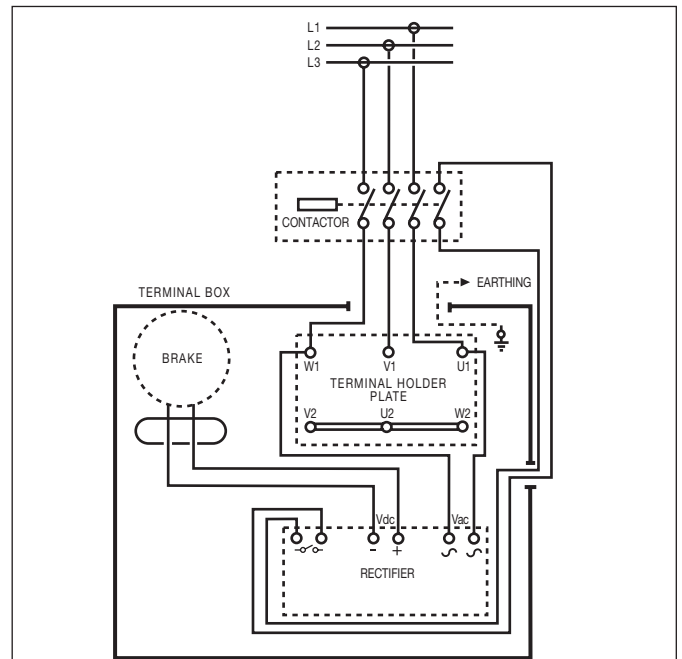 L1
L2
L3
CONTACTOR
EARTHING
TERMINAL BOX
BRAKE
W1 V1 U1
TERMINAL HOLDER
PLATE
V2 U2 W2
Vdc Vac
- +
RECTIFIER